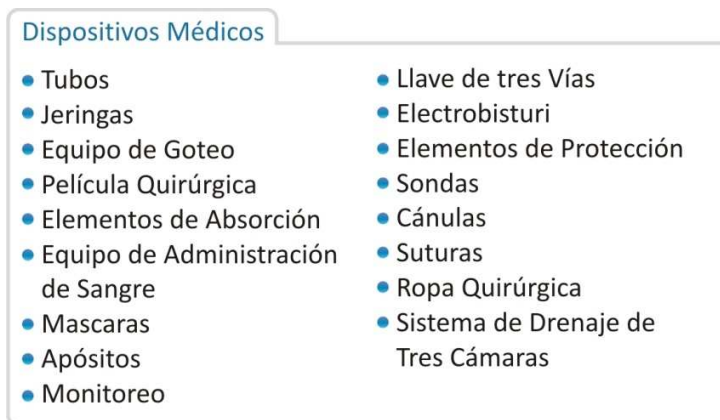 Dispositivos Médicos
Tubos
Jeringas
Equipo de Goteo
Película Quirúrgica
Elementos de Absorción
Equipo de Administración
de Sangre
Mascaras
Apósitos
Monitoreo
Llave de tres Vías
Electrobisturi
Elementos de Protección
Sondas
Cánulas
Suturas
Ropa Quirúrgica
Sistema de Drenaje de
Tres Cámaras